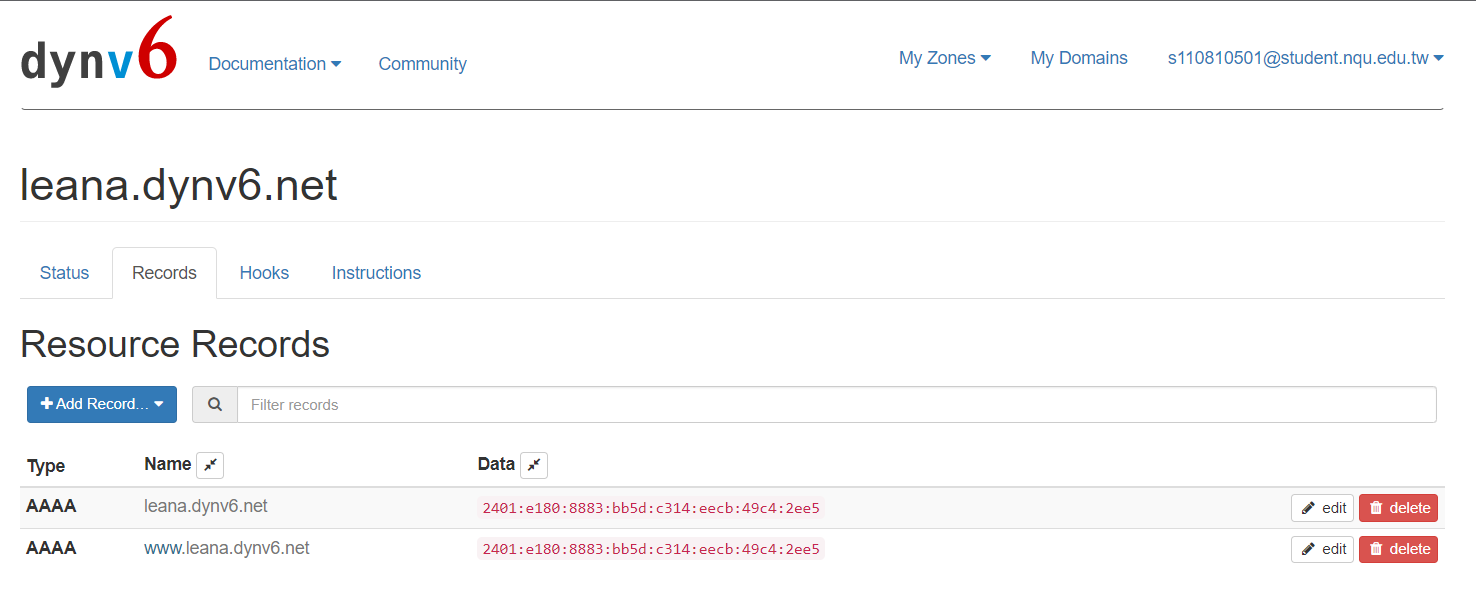 dynv6 Documentation Community My Zones My Domains s110810501@student.nqu.edu.tw
leana.dynv6.net
Status Records Hooks Instructions
Resource Records
Add Record... Filter records
Type Name Data
AAAA leana.dynv6.net 2401:e180:8883:bb5d:c314:eecb:49c4:2ee5 edit delete
AAAA www.leana.dynv6.net 2401:e180:8883:bb5d:c314:eecb:49c4:2ee5 edit delete